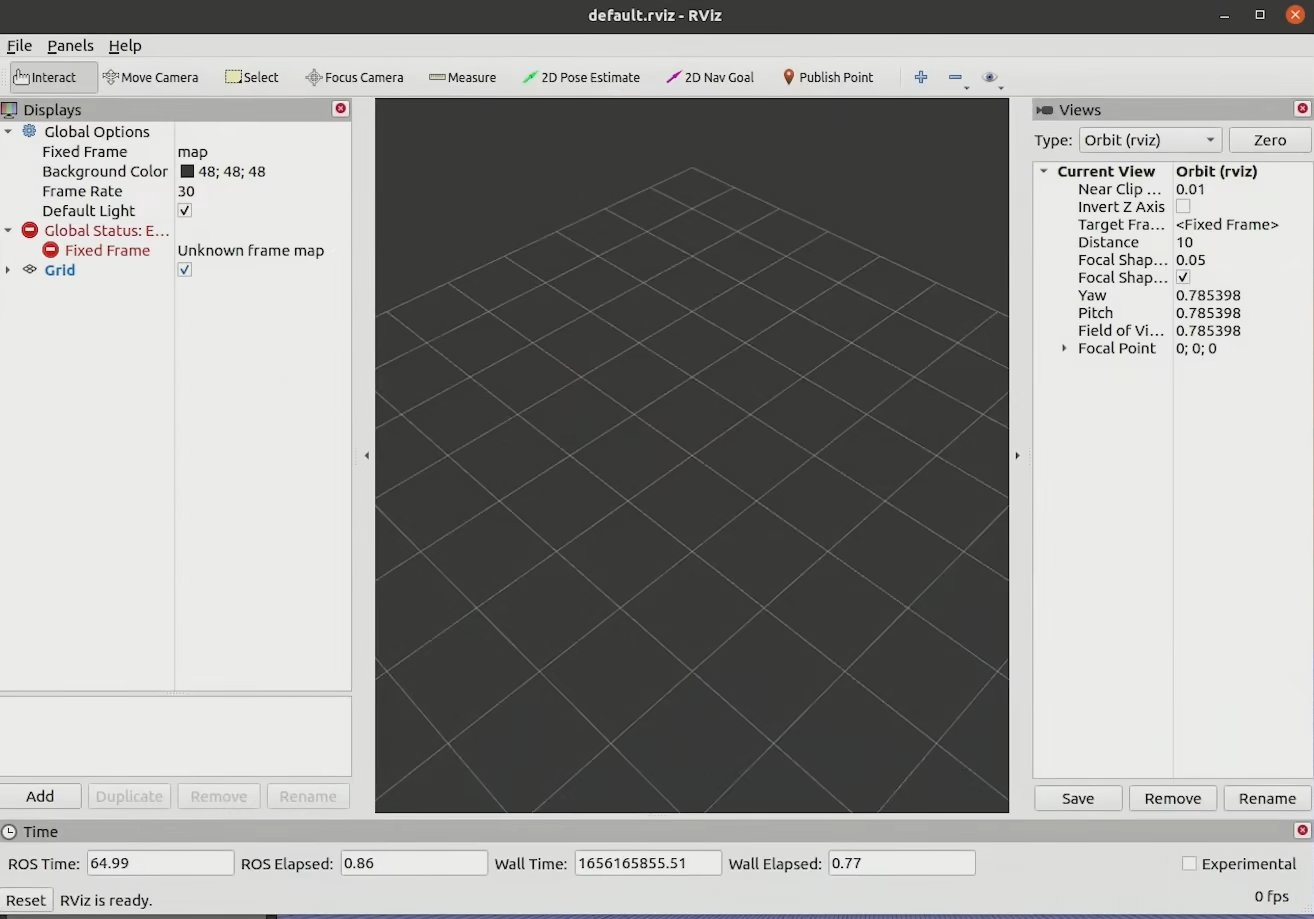 default.rviz - RViz
File Panels Help
Interact Move Camera Select Focus Camera Measure 2D Pose Estimate 2D Nav Goal Publish Point
Displays
Global Options
Fixed Frame map
Background Color 48; 48; 48
Frame Rate 30
Default Light
Global Status: E...
Fixed Frame Unknown frame map
Grid
Add Duplicate Remove Rename
Views
Type: Orbit (rviz) Zero
Current View Orbit (rviz)
Near Clip ... 0.01
Invert Z Axis
Target Fra... <Fixed Frame>
Distance 10
Focal Shap... 0.05
Focal Shap...
Yaw 0.785398
Pitch 0.785398
Field of Vi... 0.785398
Focal Point 0; 0; 0
Save Remove Rename
Time
ROS Time: 64.99 ROS Elapsed: 0.86 Wall Time: 1656165855.51 Wall Elapsed: 0.77 Experimental
Reset RViz is ready. 0 fps